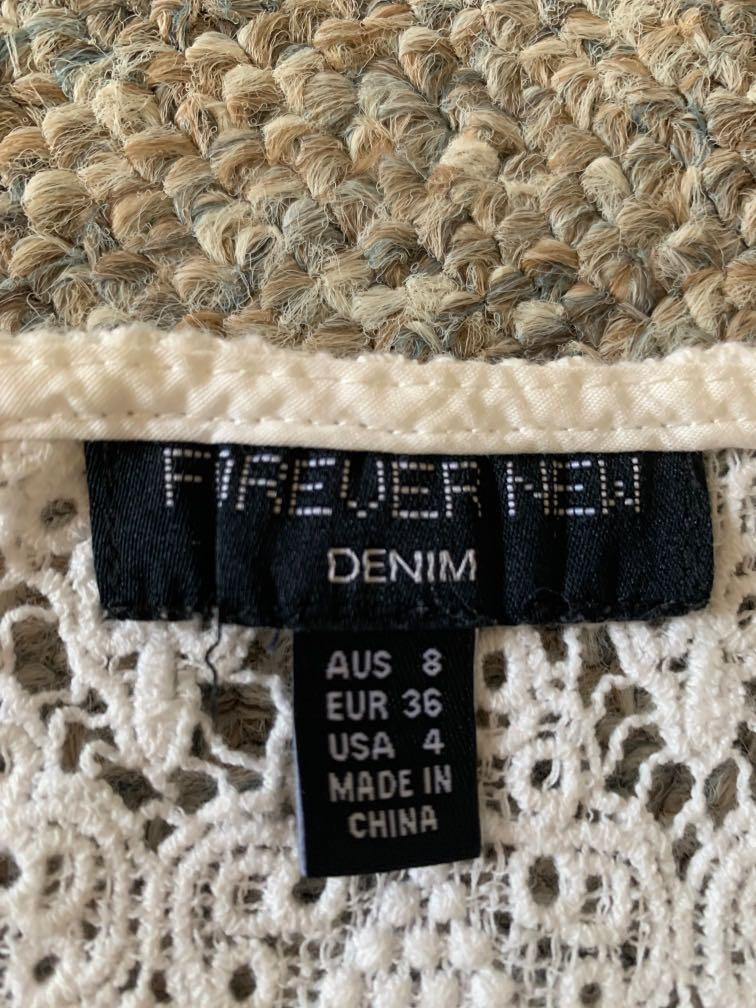 FOREVER NEW
DENIM
AUS 8
EUR 36
USA 4
MADE IN
CHINA